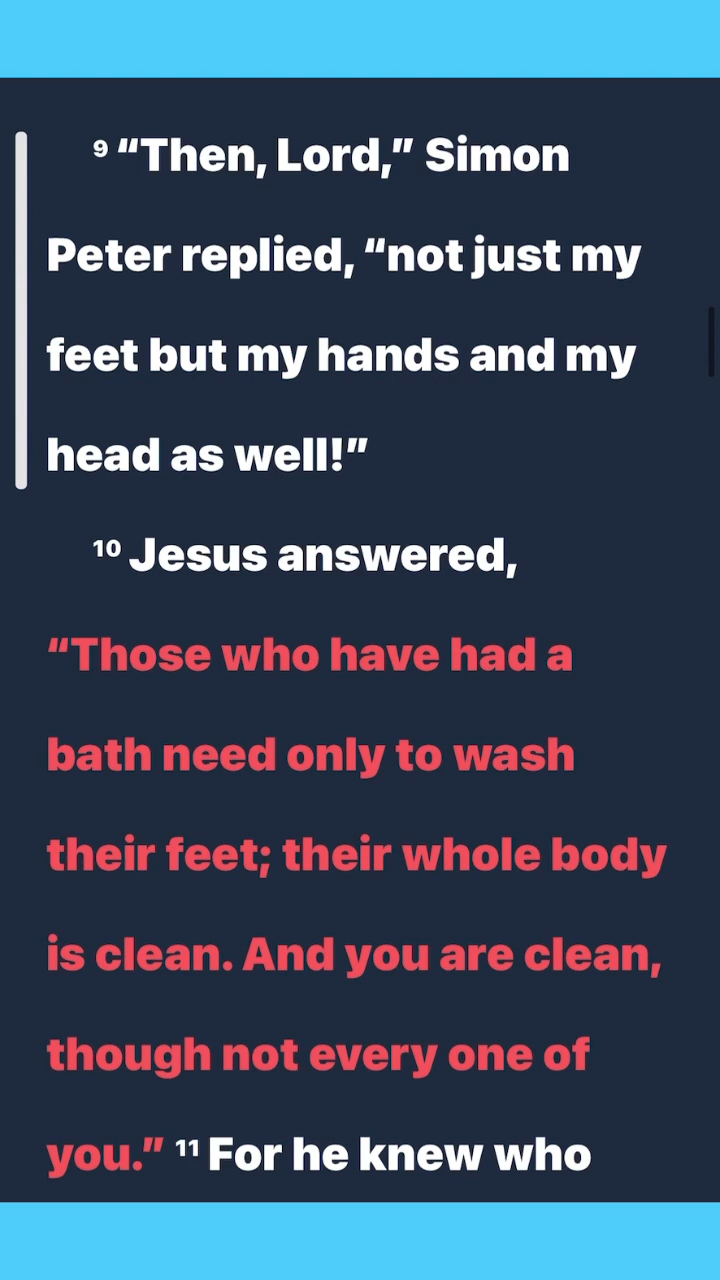 ⁹ “Then, Lord,” Simon
Peter replied, “not just my
feet but my hands and my
head as well!”
¹⁰ Jesus answered,
“Those who have had a
bath need only to wash
their feet; their whole body
is clean. And you are clean,
though not every one of
you.” ¹¹ For he knew who